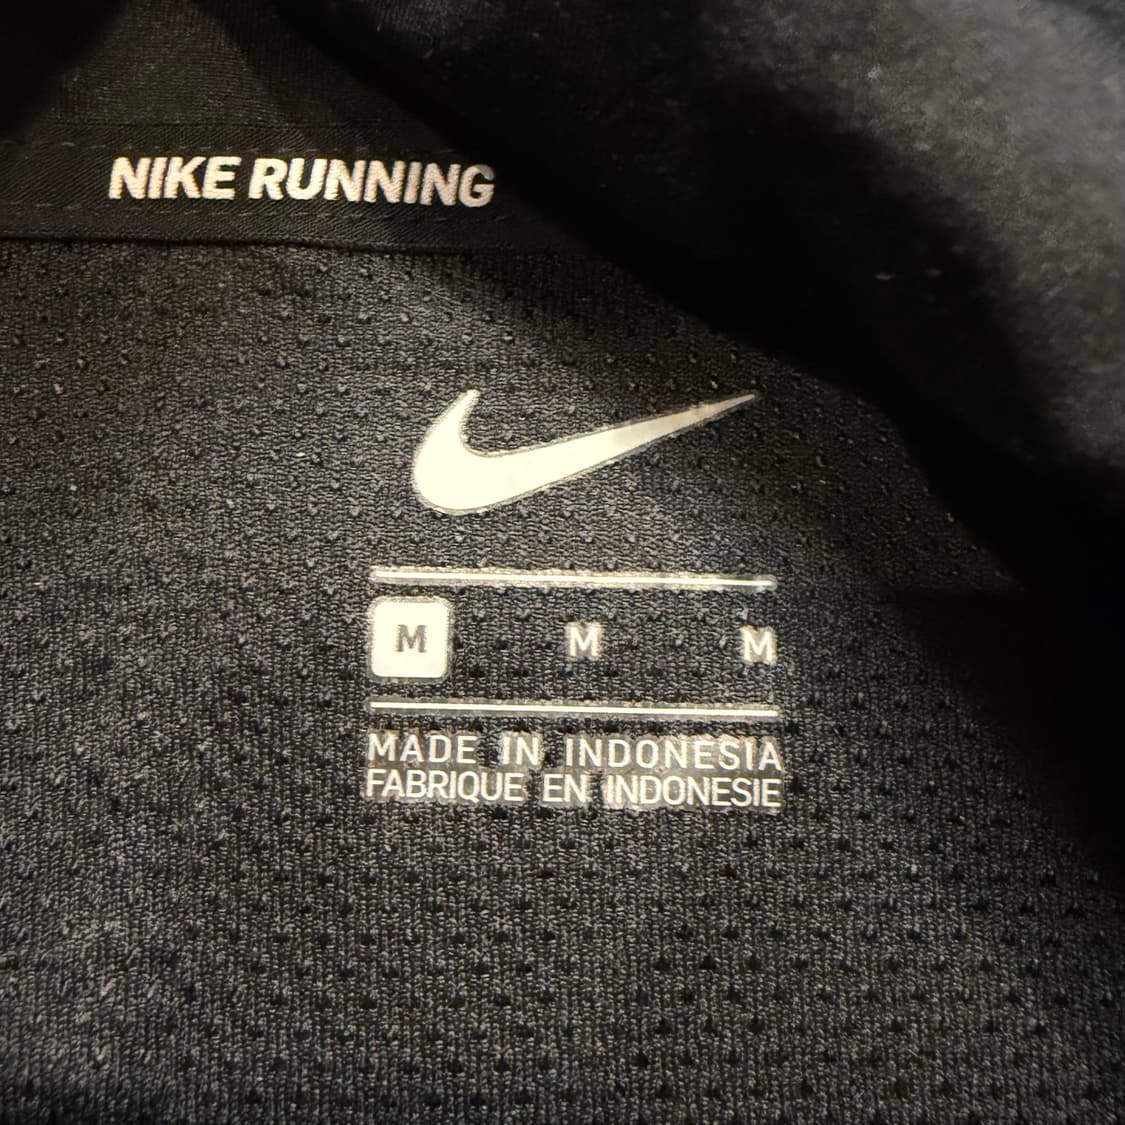 NIKE RUNNING
M M M
MADE IN INDONESIA
FABRIQUE EN INDONESIE